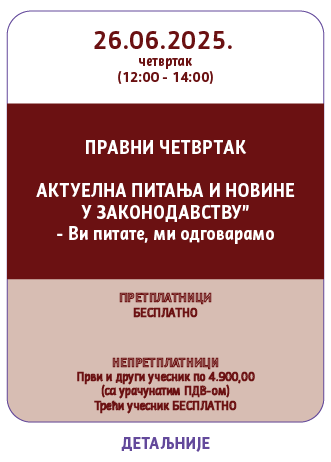 26.06.2025.
четвртак
(12:00 - 14:00)
ПРАВНИ ЧЕТВРТАК
АКТУЕЛНА ПИТАЊА И НОВИНЕ
У ЗАКОНОДАВСТВУ"
- Ви питате, ми одговарамо
ПРЕТПЛАТНИЦИ
БЕСПЛАТНО
НЕПРЕТПЛАТНИЦИ
Први и други учесник по 4.900,00
(са урачунатим ПДВ-ом)
Трећи учесник БЕСПЛАТНО
ДЕТАЉНИЈЕ